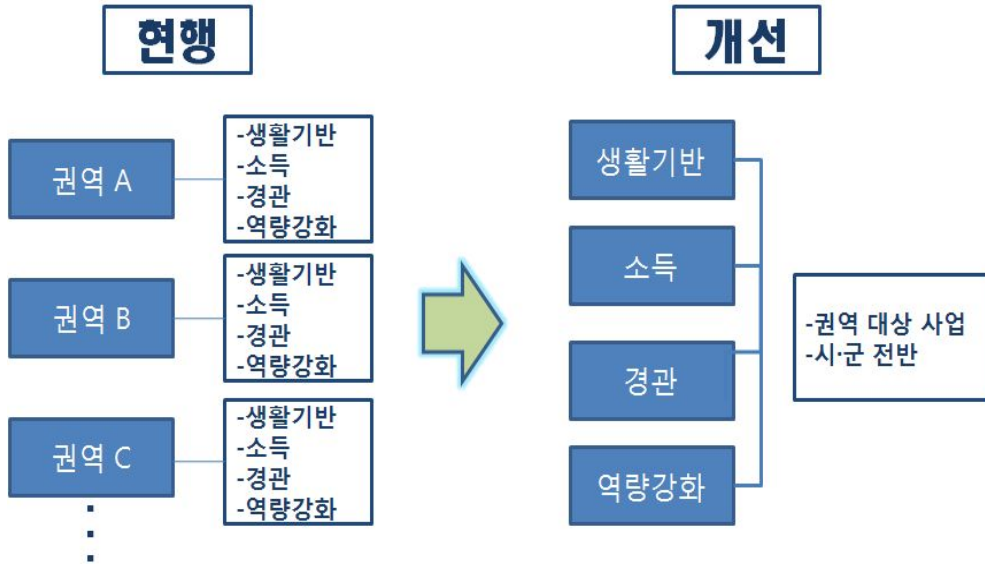 현행
권역 A
-생활기반
-소득
-경관
-역량강화
권역 B
-생활기반
-소득
-경관
-역량강화
권역 C
-생활기반
-소득
-경관
-역량강화
개선
생활기반
소득
경관
역량강화
-권역 대상 사업
-시·군 전반